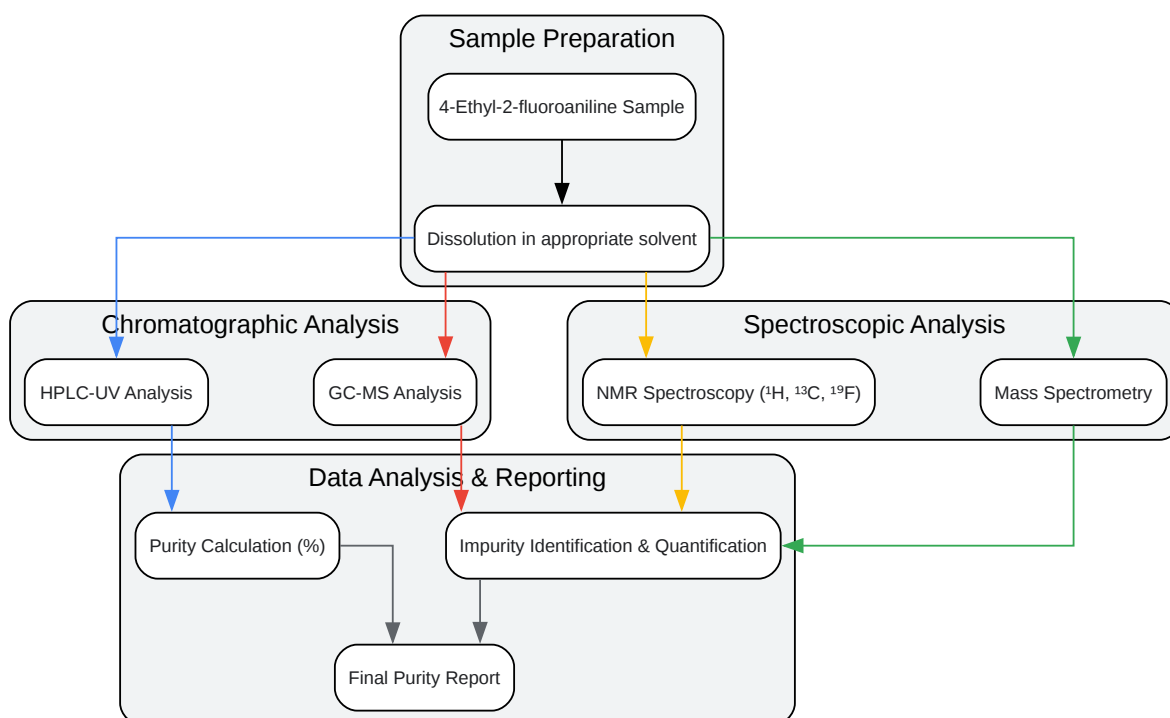 Sample Preparation
4-Ethyl-2-fluoroaniline Sample
Dissolution in appropriate solvent
Chromatographic Analysis
Spectroscopic Analysis
HPLC-UV Analysis
GC-MS Analysis
NMR Spectroscopy (¹H, ¹³C, ¹⁹F)
Mass Spectrometry
Data Analysis & Reporting
Purity Calculation (%)
Impurity Identification & Quantification
Final Purity Report